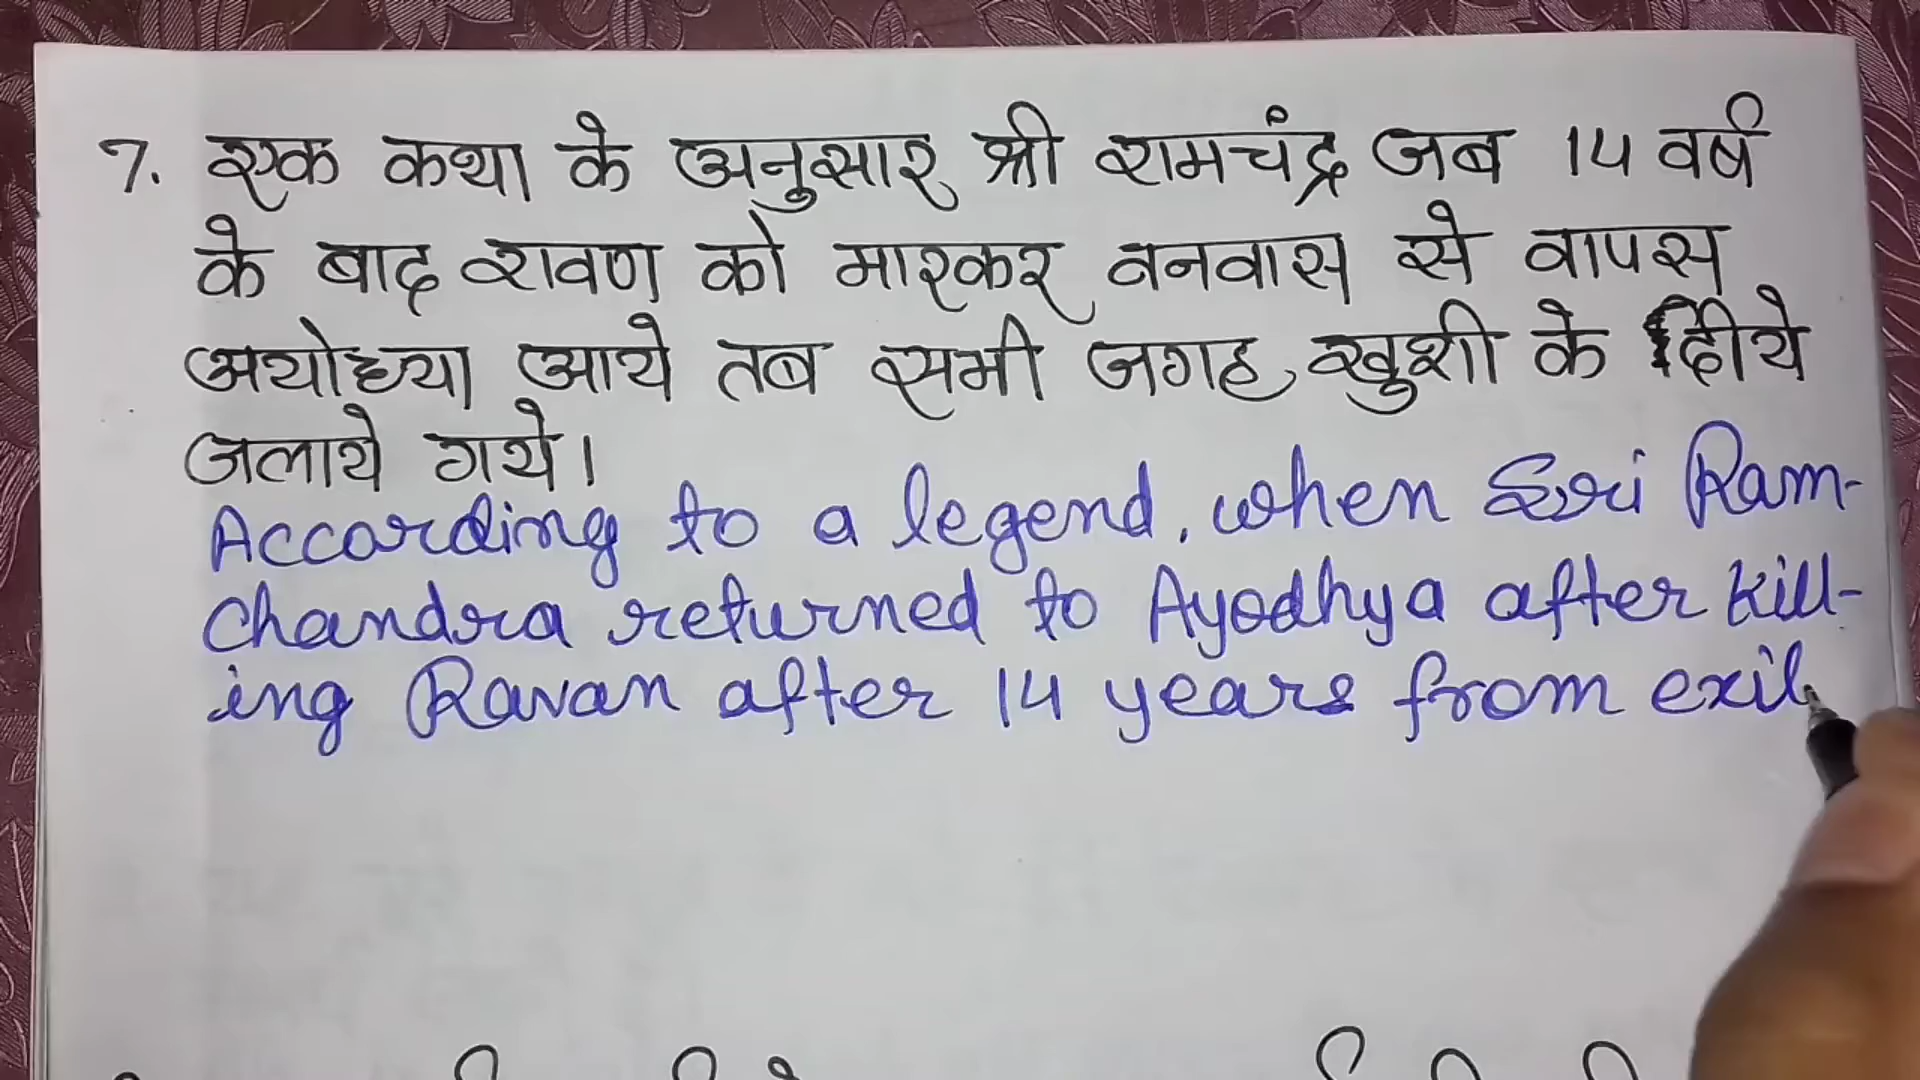 7. एक कथा के अनुसार श्री रामचंद्र जब 14 वर्ष
के बाद रावण को मारकर वनवास से वापस
अयोध्या आये तब सभी जगह खुशी के दीये
जलाये गये।
According to a legend, when Sri Ram-
chandra returned to Ayodhya after kill-
ing Ravan after 14 years from exil